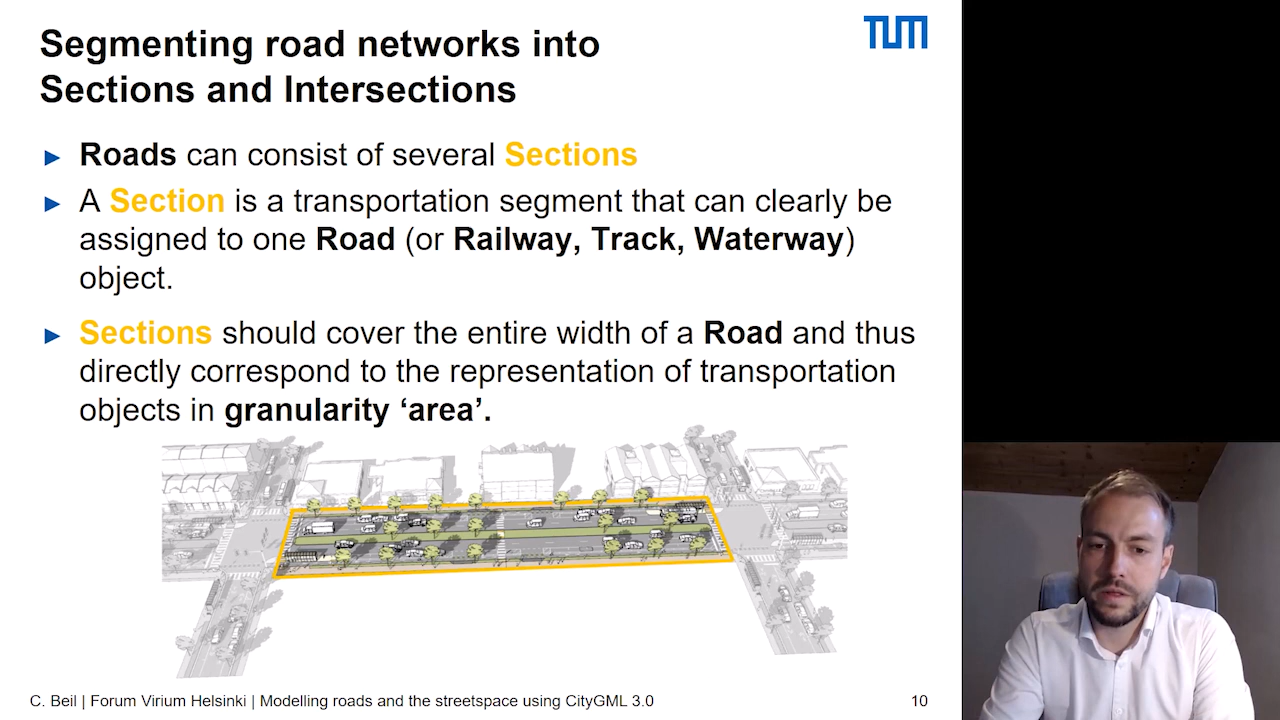 Segmenting road networks into
Sections and Intersections
TUM
Roads can consist of several Sections
A Section is a transportation segment that can clearly be
assigned to one Road (or Railway, Track, Waterway)
object.
Sections should cover the entire width of a Road and thus
directly correspond to the representation of transportation
objects in granularity ‘area’.
C. Beil | Forum Virium Helsinki | Modelling roads and the streetspace using CityGML 3.0
10